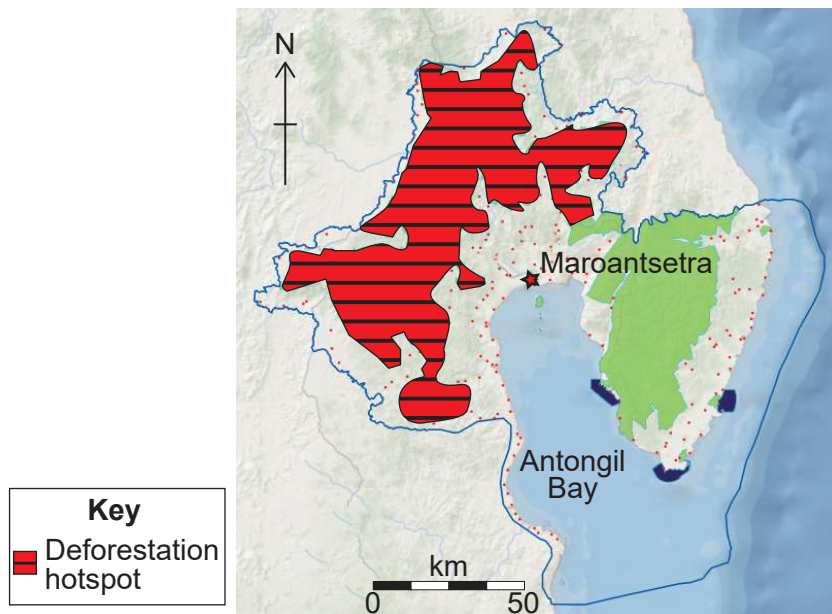 N
Maroantsetra
Antongil
Bay
Key
Deforestation
hotspot
km
0 50